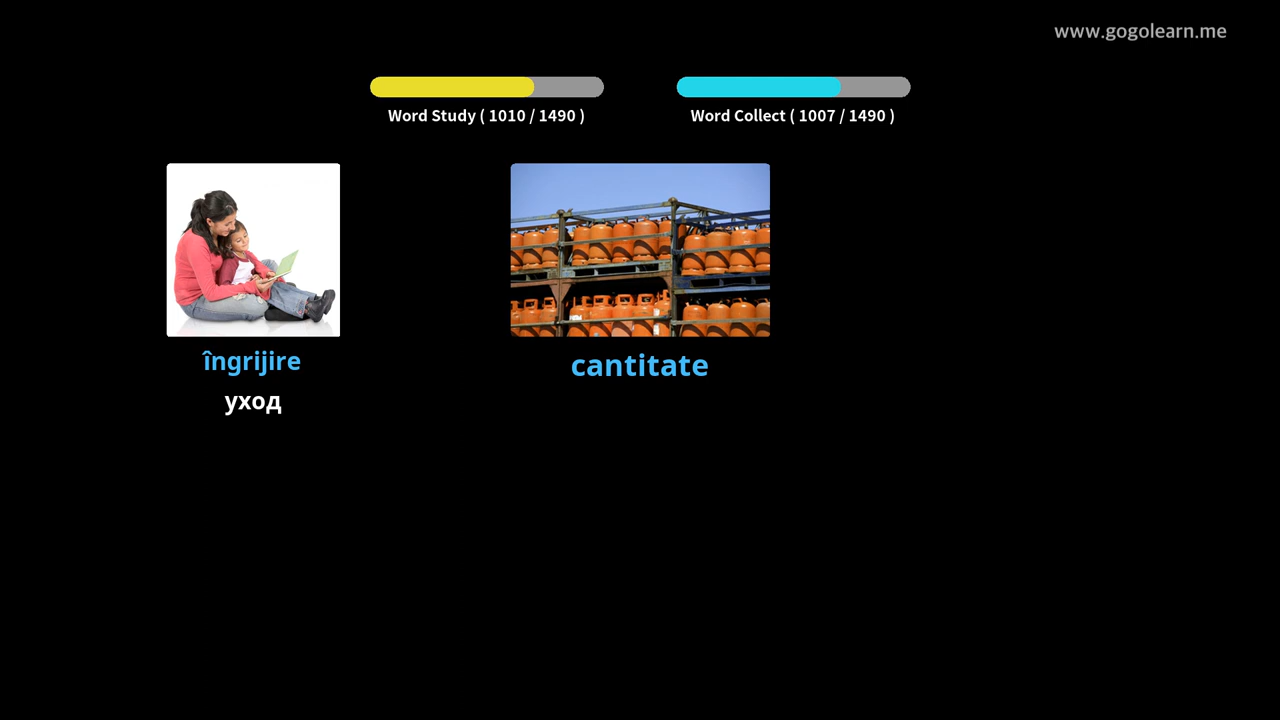 www.gogolearn.me
Word Study ( 1010 / 1490 )
Word Collect ( 1007 / 1490 )
îngrijire
уход
cantitate